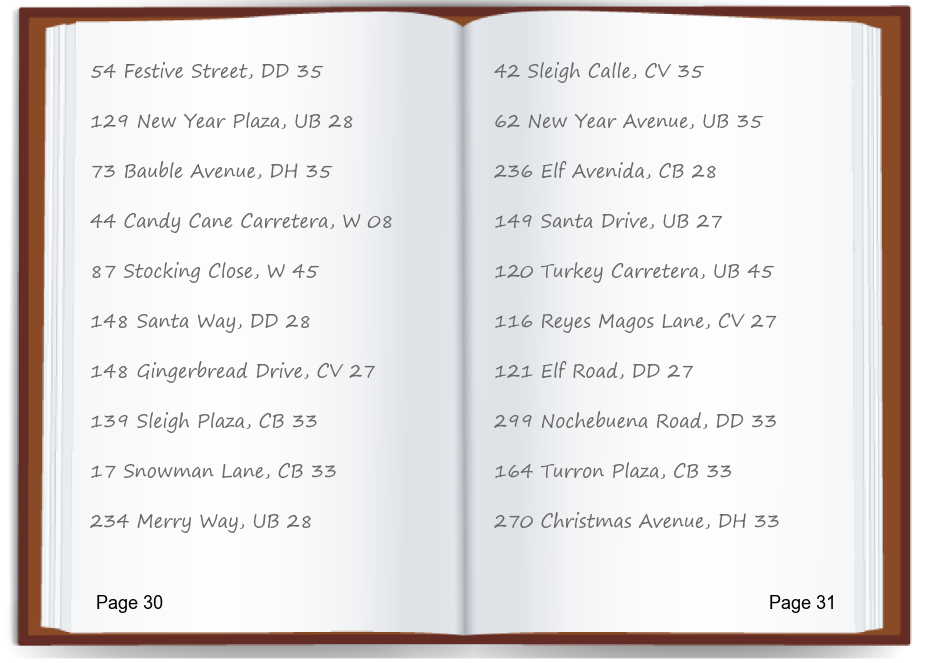 54 Festive Street, DD 35
129 New Year Plaza, UB 28
73 Bauble Avenue, DH 35
44 Candy Cane Carretera, W 08
87 Stocking Close, W 45
148 Santa Way, DD 28
148 Gingerbread Drive, CV 27
139 Sleigh Plaza, CB 33
17 Snowman Lane, CB 33
234 Merry Way, UB 28
Page 30
42 Sleigh Calle, CV 35
62 New Year Avenue, UB 35
236 Elf Avenida, CB 28
149 Santa Drive, UB 27
120 Turkey Carretera, UB 45
116 Reyes Magos Lane, CV 27
121 Elf Road, DD 27
299 Nochebuena Road, DD 33
164 Turron Plaza, CB 33
270 Christmas Avenue, DH 33
Page 31